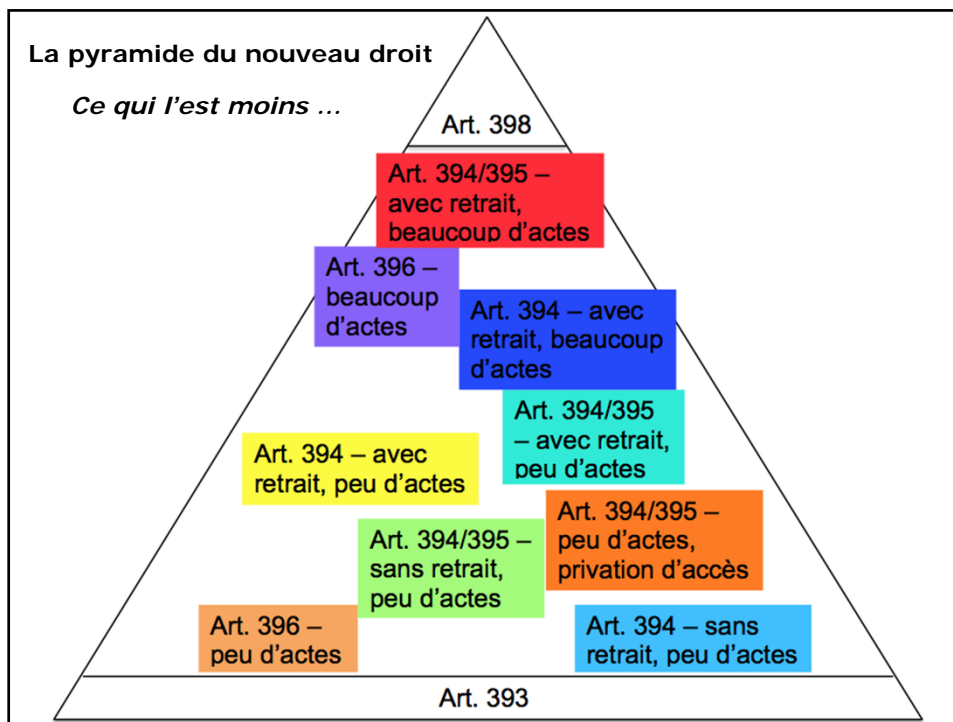 La pyramide du nouveau droit
Ce qui l'est moins …
Art. 398
Art. 394/395 –
avec retrait,
beaucoup d'actes
Art. 396 –
beaucoup
d'actes
Art. 394 – avec
retrait, beaucoup
d'actes
Art. 394/395
– avec retrait,
peu d'actes
Art. 394 – avec
retrait, peu d'actes
Art. 394/395 –
peu d'actes,
privation d'accès
Art. 394/395 –
sans retrait,
peu d'actes
Art. 396 –
peu d'actes
Art. 394 – sans
retrait, peu d'actes
Art. 393